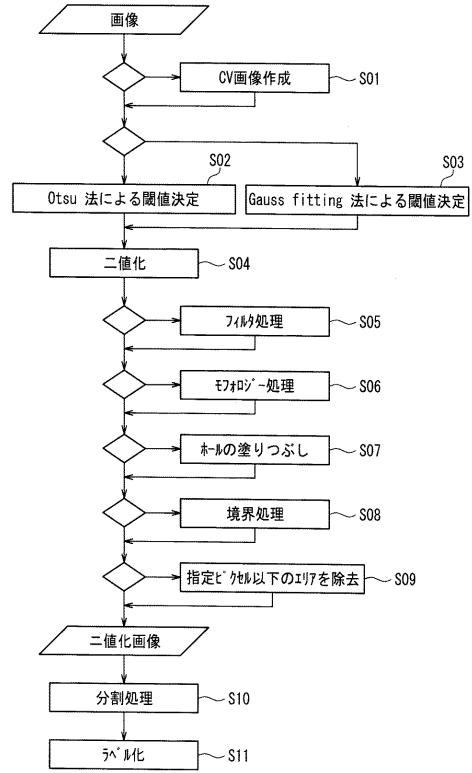 画像
CV画像作成
S01
S02
S03
Otsu 法による閾値決定
Gauss fitting 法による閾値決定
二値化
S04
ﾌｨﾙﾀ処理
S05
ﾓﾌｫﾛｼﾞｰ処理
S06
ﾎｰﾙの塗りつぶし
S07
境界処理
S08
指定ﾋﾟｸｾﾙ以下のｴﾘｱを除去
S09
二値化画像
分割処理
S10
ﾗﾍﾞﾙ化
S11